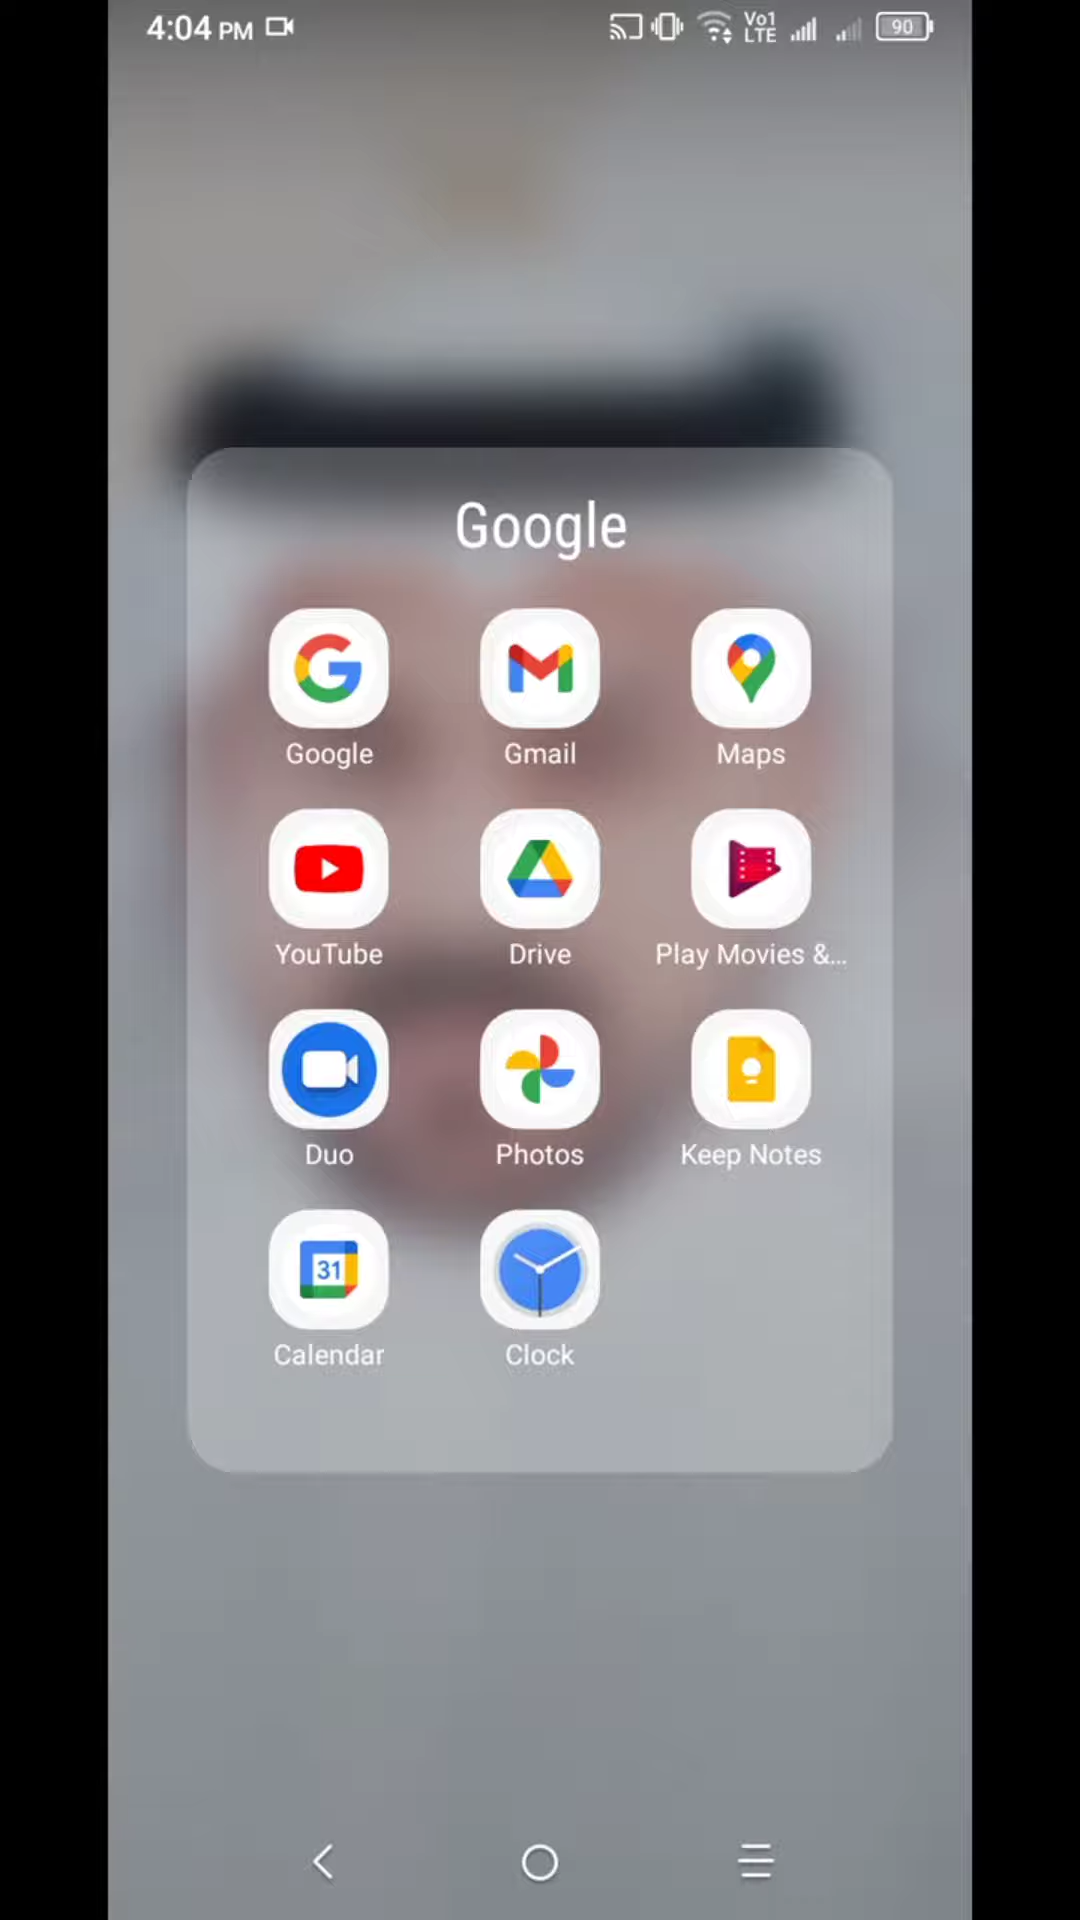 4:04 PM Vo1 LTE 90
Google
Google Gmail Maps
YouTube Drive Play Movies &...
Duo Photos Keep Notes
31
Calendar Clock